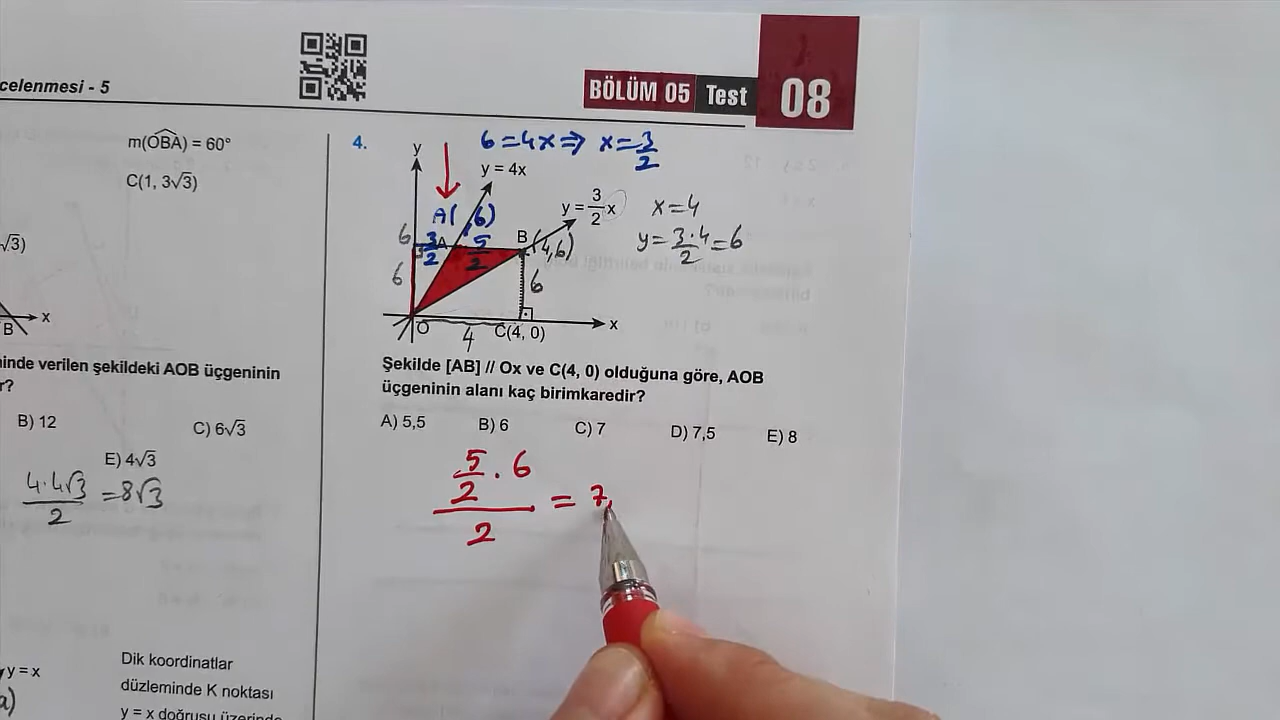 celenmesi - 5
BÖLÜM 05 Test 08
m(OBA) = 60°
C(1, 3√3)
√3)
B
x
inde verilen şekildeki AOB üçgeninin
r?
B) 12
C) 6√3
E) 4√3
4.4√3 / 2 = 8√3
y = x
a)
Dik koordinatlar
düzleminde K noktası
y = x doğrusu üzerinde
4.
6 = 4x ⇒ x = 3/2
y
y = 4x
y = 3/2 x
x = 4
y = 3.4/2 = 6
A( , 6)
6
3/2
A
5/2
B (4,6)
6
6
O
4
C(4, 0)
x
Şekilde [AB] // Ox ve C(4, 0) olduğuna göre, AOB
üçgeninin alanı kaç birimkaredir?
A) 5,5
B) 6
C) 7
D) 7,5
E) 8
5/2 . 6 / 2 = 7,